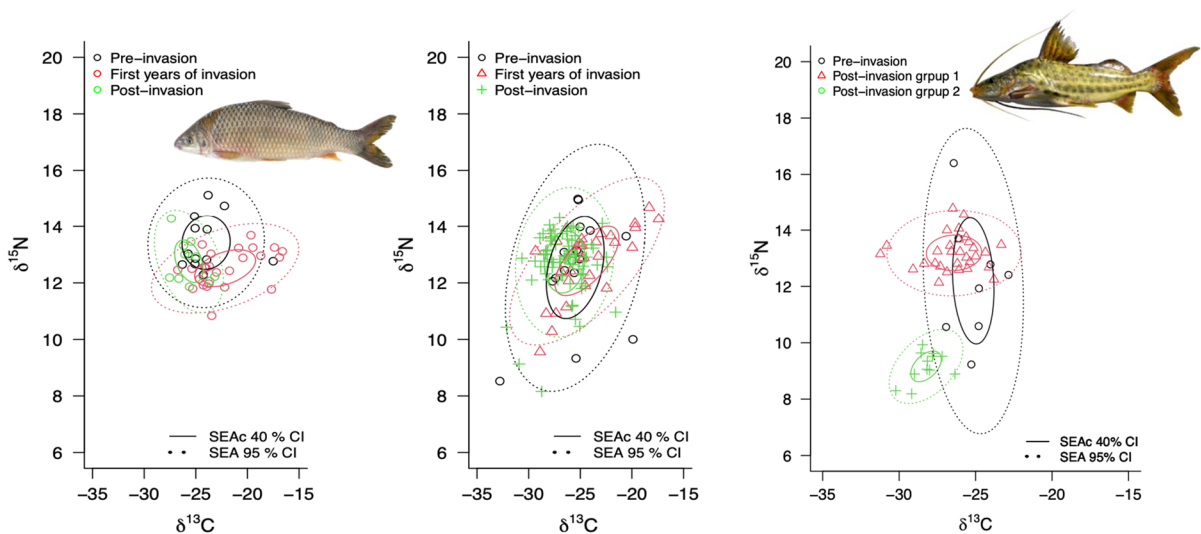 20
18
16
14
12
10
8
6
δ15N
Pre−invasion
First years of invasion
Post−invasion
SEAc 40 % CI
SEA 95 % CI
−35
−30
−25
−20
−15
δ13C
20
18
16
14
12
10
8
6
δ15N
Pre−invasion
First years of invasion
Post−invasion
SEAc 40 % CI
SEA 95 % CI
−35
−30
−25
−20
−15
δ13C
20
18
16
14
12
10
8
6
δ15N
Pre−invasion
Post−invasion grpup 1
Post−invasion grpup 2
SEAc 40% CI
SEA 95% CI
−35
−30
−25
−20
−15
δ13C